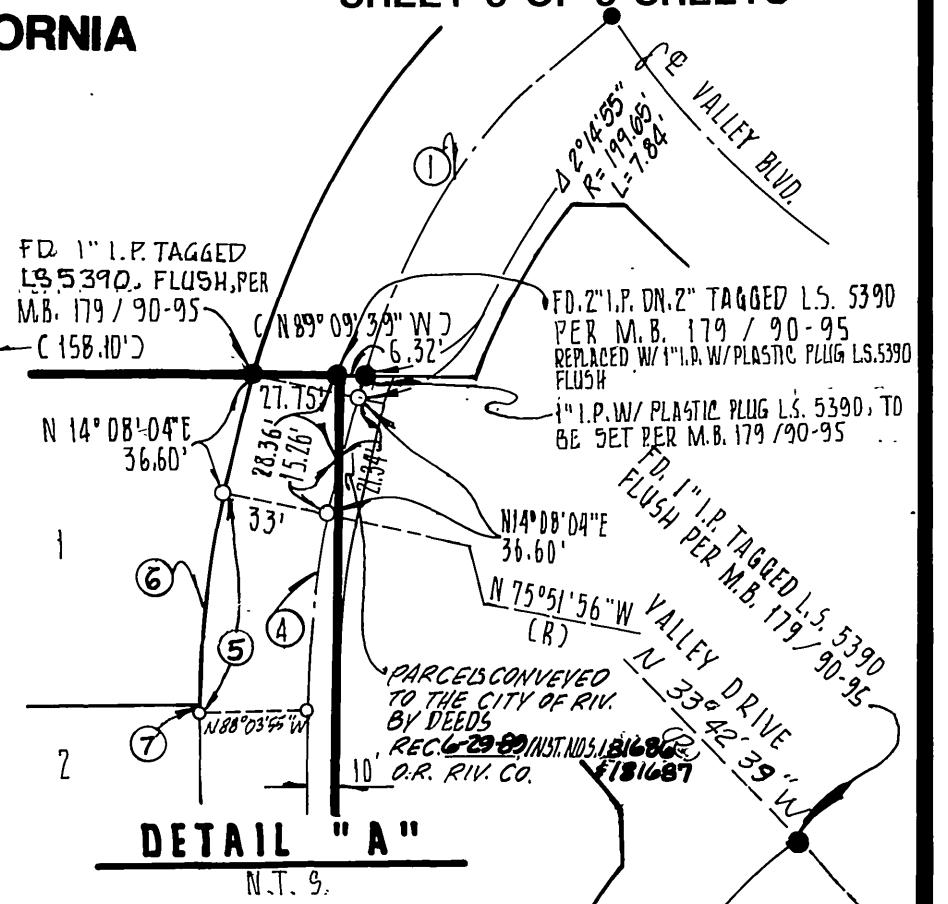 ORNIA
℄ VALLEY BLVD.
1
Δ 2°14'55"
R= 199.65'
L= 7.84'
FD. 1" I.P. TAGGED
LS 5390, FLUSH, PER
M.B. 179 / 90-95
( 158.10')
( N 89° 09' 39" W )
6.32'
FD. 2" I.P. DN. 2" TAGGED L.S. 5390
PER M.B. 179 / 90-95
REPLACED W/ 1" I.P. W/PLASTIC PLUG L.S.5390
FLUSH
1" I.P. W/ PLASTIC PLUG L.S. 5390, TO
BE SET PER M.B. 179 /90-95
27.75'
N 14° 08'-04"E
36.60'
28.36'
15.26'
21.34'
33'
N14°08'04"E
36.60'
N 75°51'56"W
(R)
FD. 1" I.P. TAGGED L.S. 5390
FLUSH PER M.B. 179/
90-95
1
6
5
4
7
N88°03'55"W
2
10'
PARCELS CONVEYED
TO THE CITY OF RIV.
BY DEEDS
REC. 6-29-89/INST. NOS. 181686
O.R. RIV. CO. &181687
VALLEY DRIVE
N 33° 42' 39" W
(R)
DETAIL "A"
N.T.S.